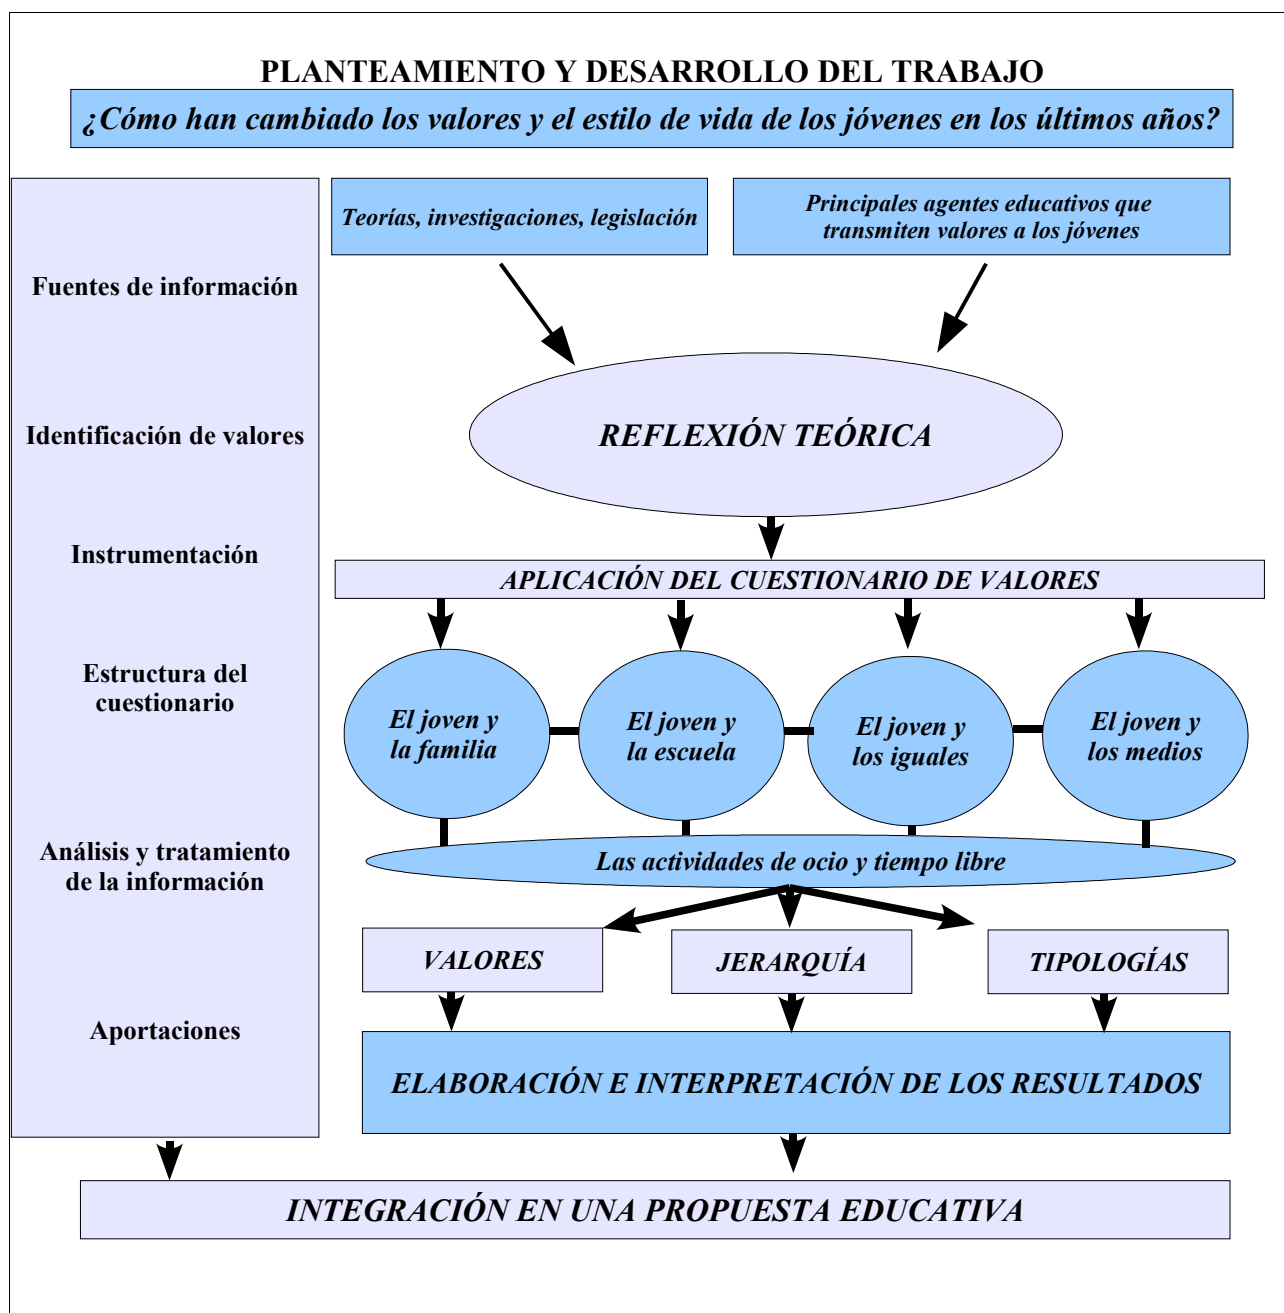 PLANTEAMIENTO Y DESARROLLO DEL TRABAJO
¿Cómo han cambiado los valores y el estilo de vida de los jóvenes en los últimos años?
Teorías, investigaciones, legislación
Principales agentes educativos que
transmiten valores a los jóvenes
Fuentes de información
Identificación de valores
REFLEXIÓN TEÓRICA
Instrumentación
APLICACIÓN DEL CUESTIONARIO DE VALORES
Estructura del
cuestionario
El joven y
la familia
El joven y
la escuela
El joven y
los iguales
El joven y
los medios
Análisis y tratamiento
de la información
Las actividades de ocio y tiempo libre
VALORES
JERARQUÍA
TIPOLOGÍAS
Aportaciones
ELABORACIÓN E INTERPRETACIÓN DE LOS RESULTADOS
INTEGRACIÓN EN UNA PROPUESTA EDUCATIVA